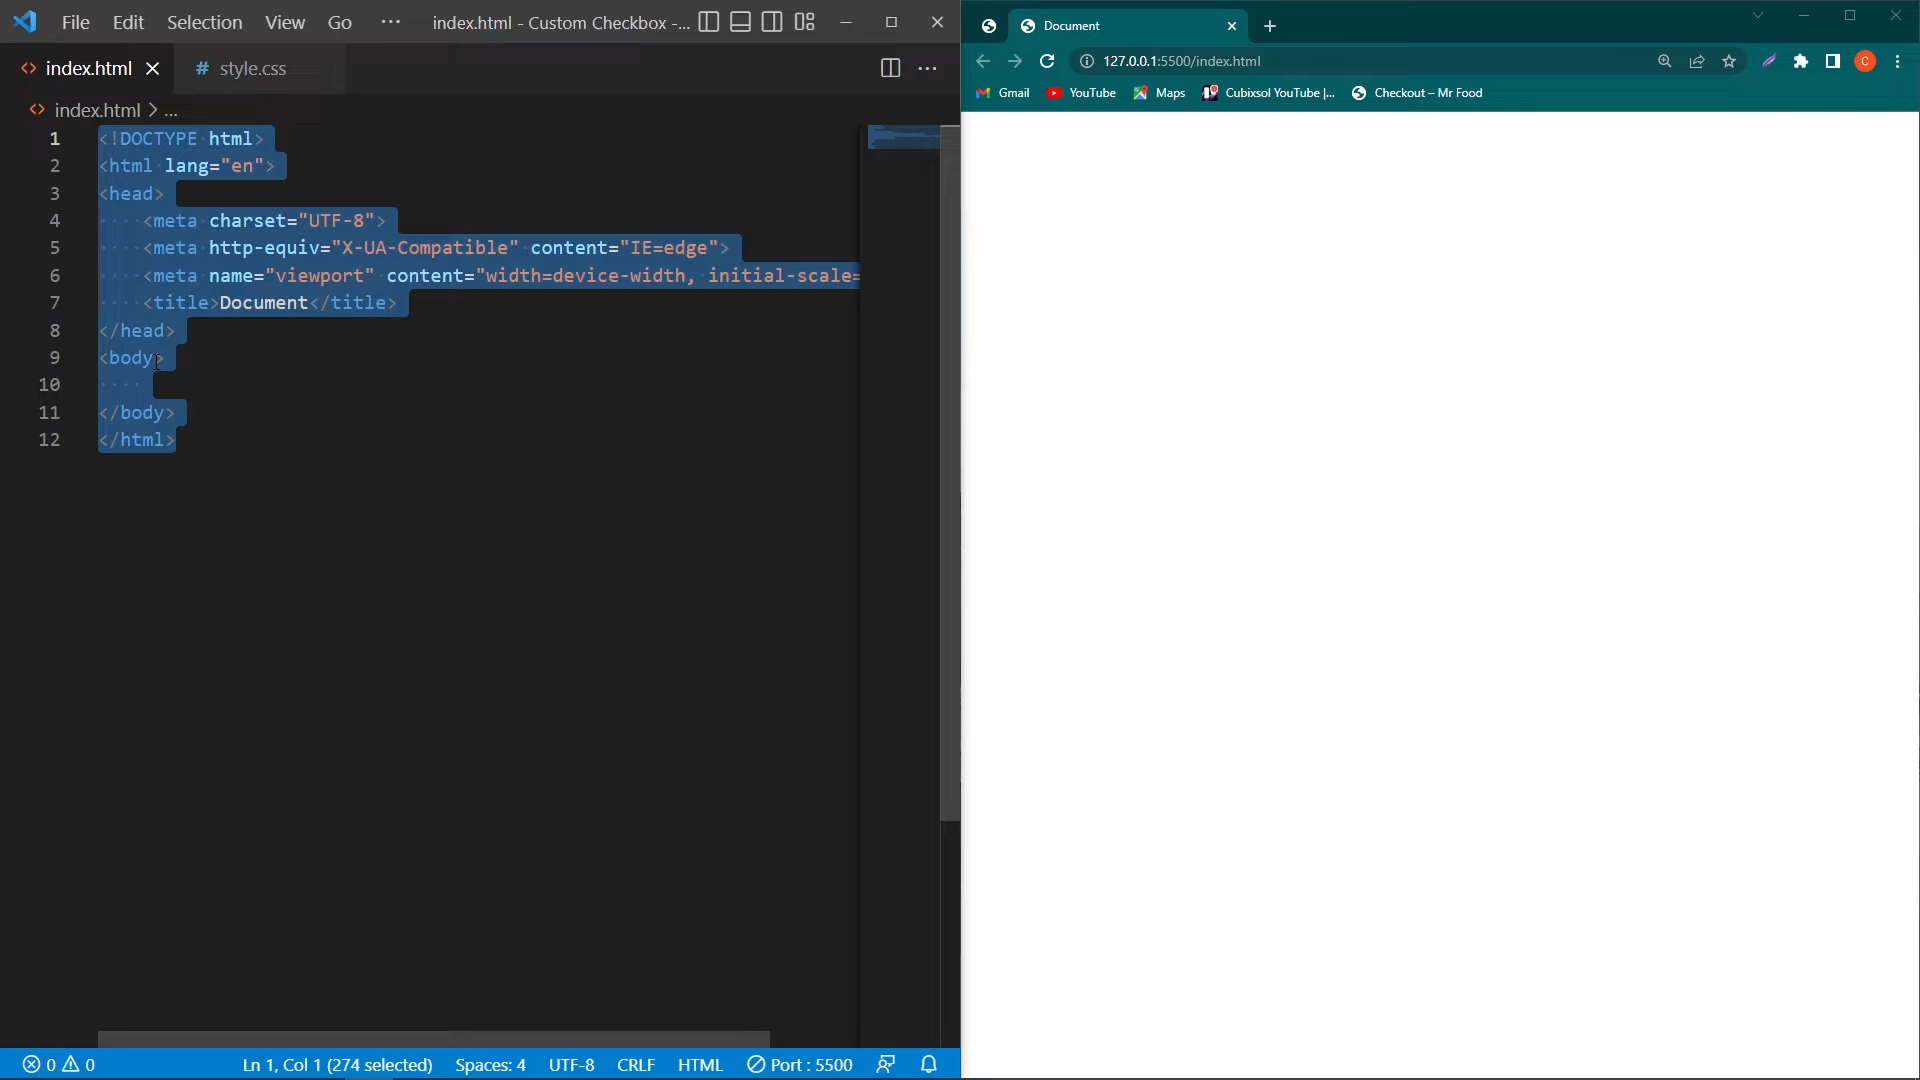 File Edit Selection View Go ··· index.html - Custom Checkbox -...
index.html
# style.css
index.html > ...
1 <!DOCTYPE html>
2 <html lang="en">
3 <head>
4 <meta charset="UTF-8">
5 <meta http-equiv="X-UA-Compatible" content="IE=edge">
6 <meta name="viewport" content="width=device-width, initial-scale=
7 <title>Document</title>
8 </head>
9 <body>
10
11 </body>
12 </html>
0 0 Ln 1, Col 1 (274 selected) Spaces: 4 UTF-8 CRLF HTML Port : 5500
Document
127.0.0.1:5500/index.html
C
Gmail YouTube Maps Cubixsol YouTube |... Checkout – Mr Food